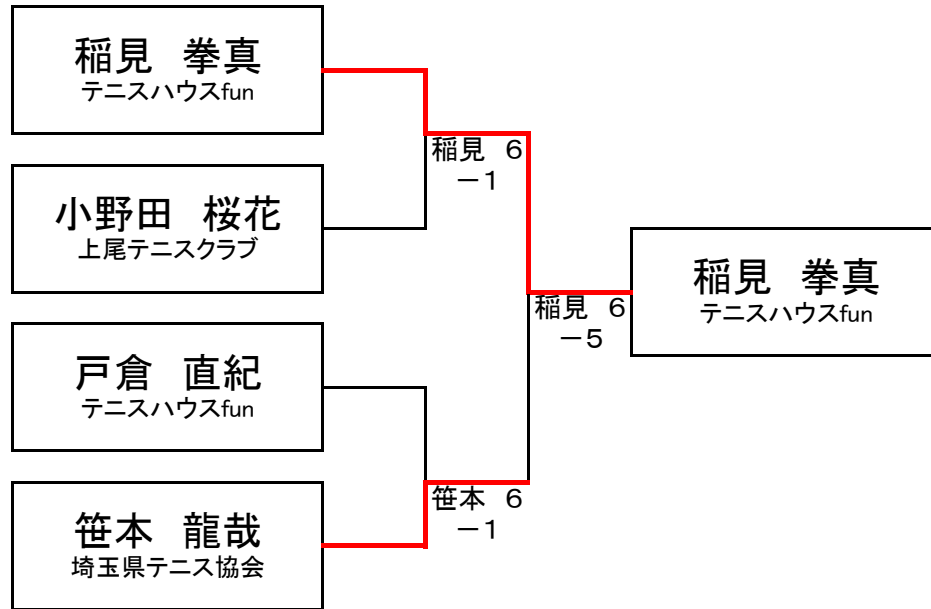 稲見　拳真
テニスハウスfun
稲見　6
－1
小野田　桜花
上尾テニスクラブ
稲見　拳真
テニスハウスfun
稲見　6
－5
戸倉　直紀
テニスハウスfun
笹本　6
－1
笹本　龍哉
埼玉県テニス協会